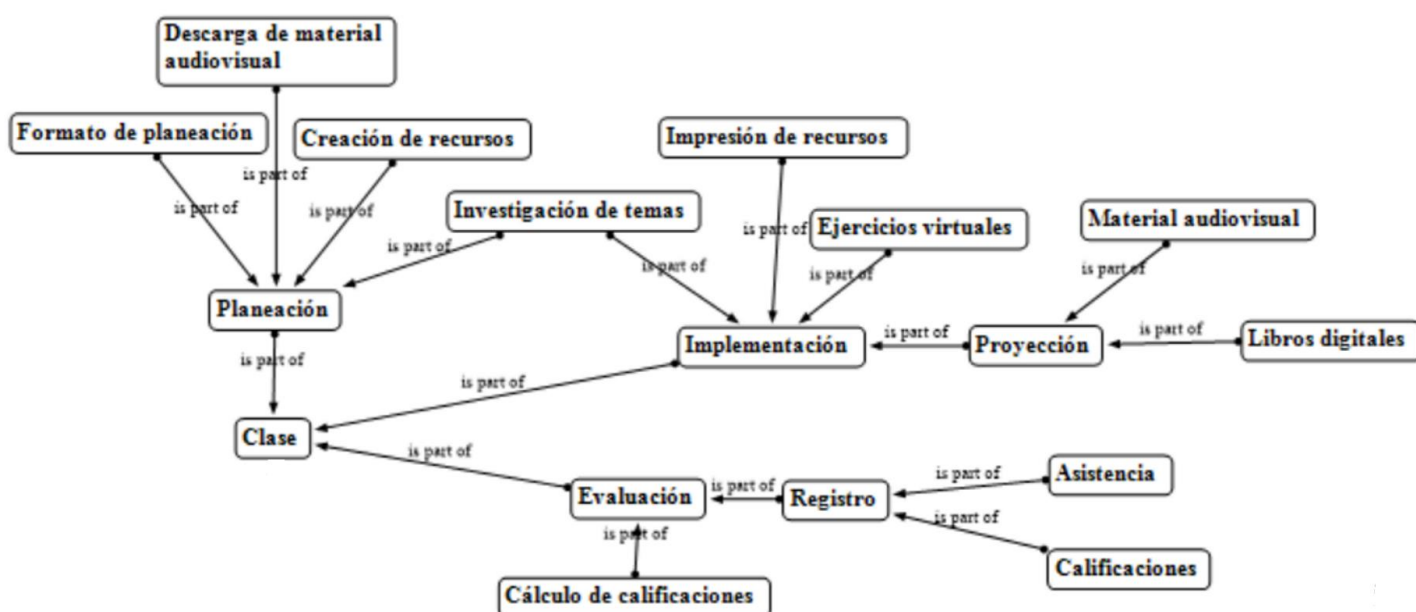 Descarga de material
audiovisual
Formato de planeación
Creación de recursos
Impresión de recursos
is part of
is part of
is part of
Investigación de temas
Ejercicios virtuales
Material audiovisual
is part of
is part of
is part of
is part of
is part of
Planeación
Implementación
is part of
Proyección
is part of
Libros digitales
is part of
is part of
Clase
is part of
Evaluación
is part of
Registro
is part of
Asistencia
is part of
is part of
Calificaciones
Cálculo de calificaciones